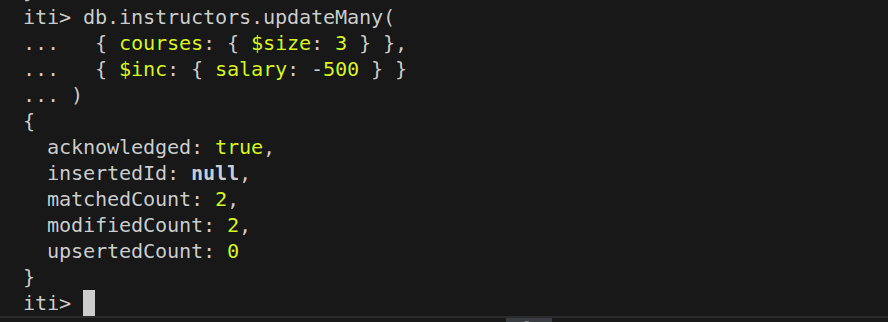 iti> db.instructors.updateMany(
...   { courses: { $size: 3 } },
...   { $inc: { salary: -500 } }
... )
{
  acknowledged: true,
  insertedId: null,
  matchedCount: 2,
  modifiedCount: 2,
  upsertedCount: 0
}
iti>